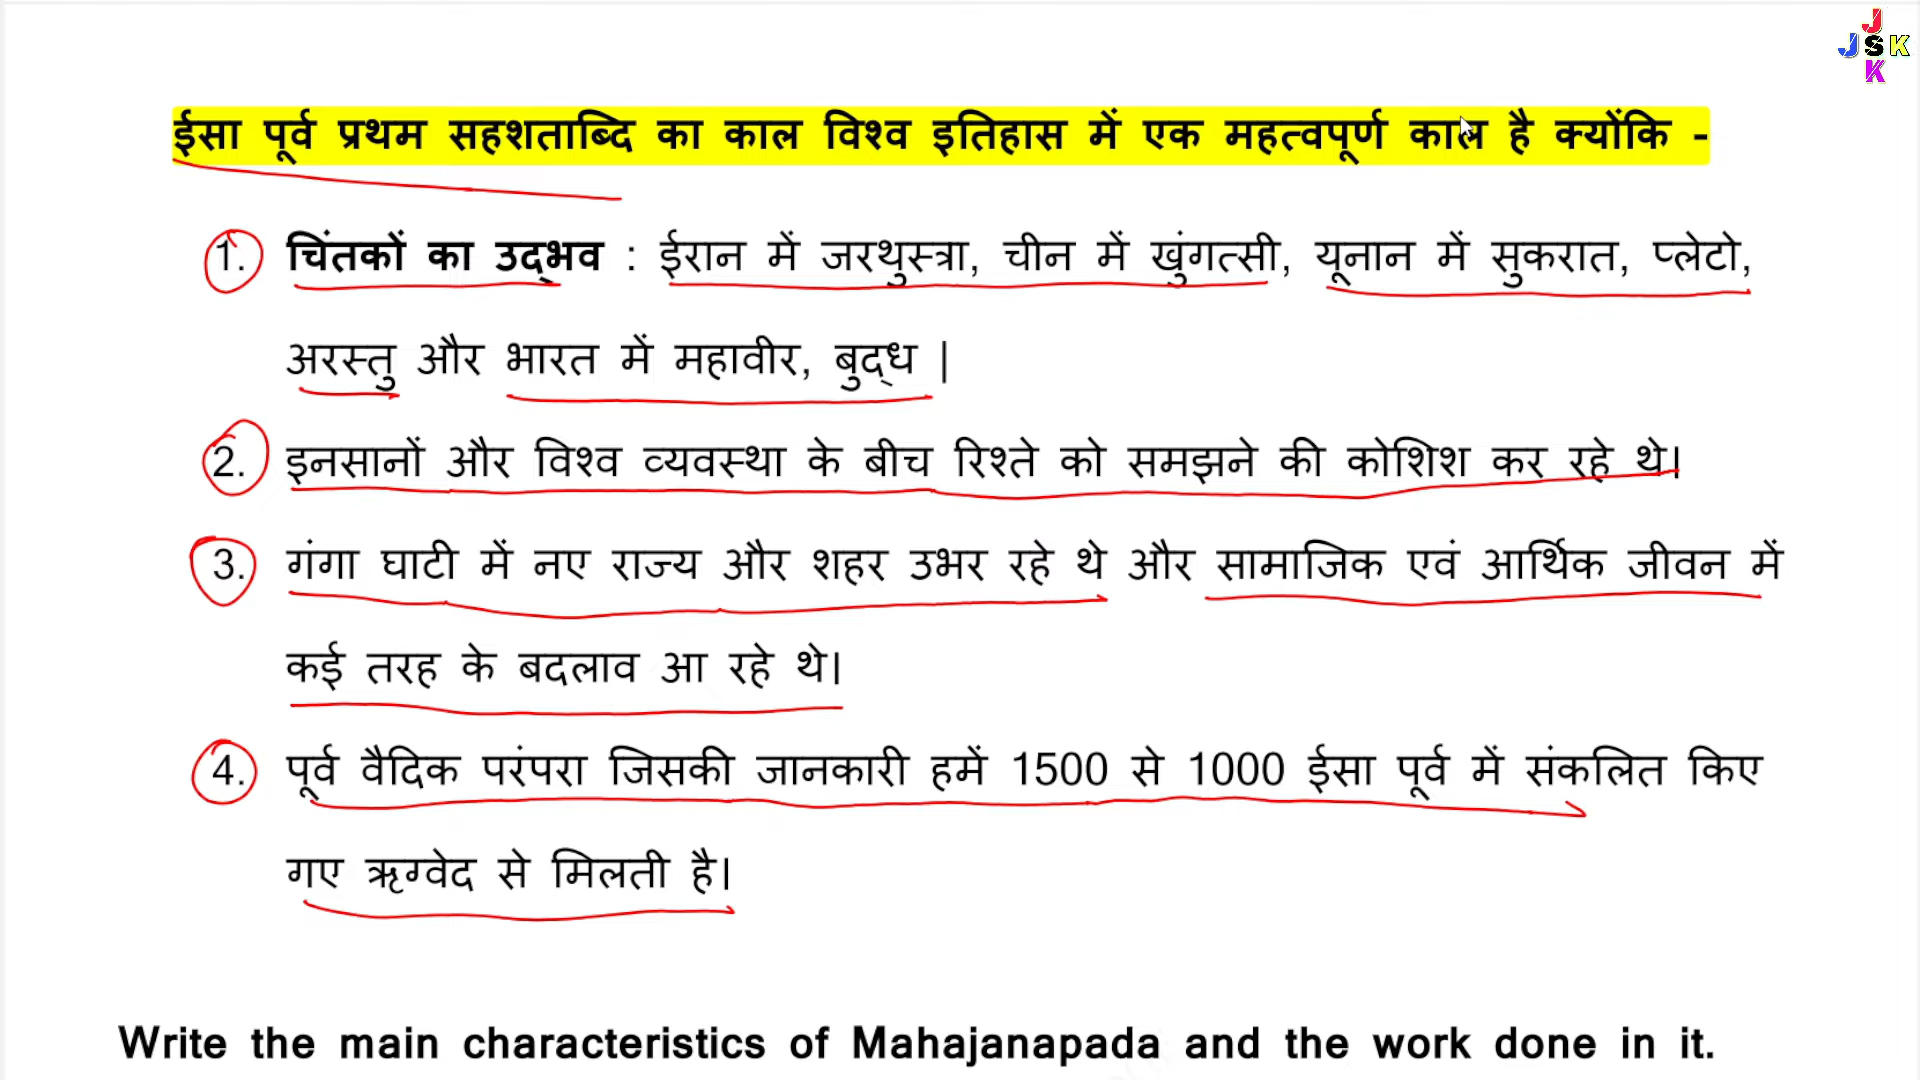 J
J S K
K
ईसा पूर्व प्रथम सहशताब्दि का काल विश्व इतिहास में एक महत्वपूर्ण काल है क्योंकि -
1. चिंतकों का उद्‌भव : ईरान में जरथुस्त्रा, चीन में खुंगत्सी, यूनान में सुकरात, प्लेटो,
अरस्तु और भारत में महावीर, बुद्‌ध |
2. इनसानों और विश्व व्यवस्था के बीच रिश्ते को समझने की कोशिश कर रहे थे।
3. गंगा घाटी में नए राज्य और शहर उभर रहे थे और सामाजिक एवं आर्थिक जीवन में
कई तरह के बदलाव आ रहे थे।
4. पूर्व वैदिक परंपरा जिसकी जानकारी हमें 1500 से 1000 ईसा पूर्व में संकलित किए
गए ऋग्वेद से मिलती है।
Write the main characteristics of Mahajanapada and the work done in it.